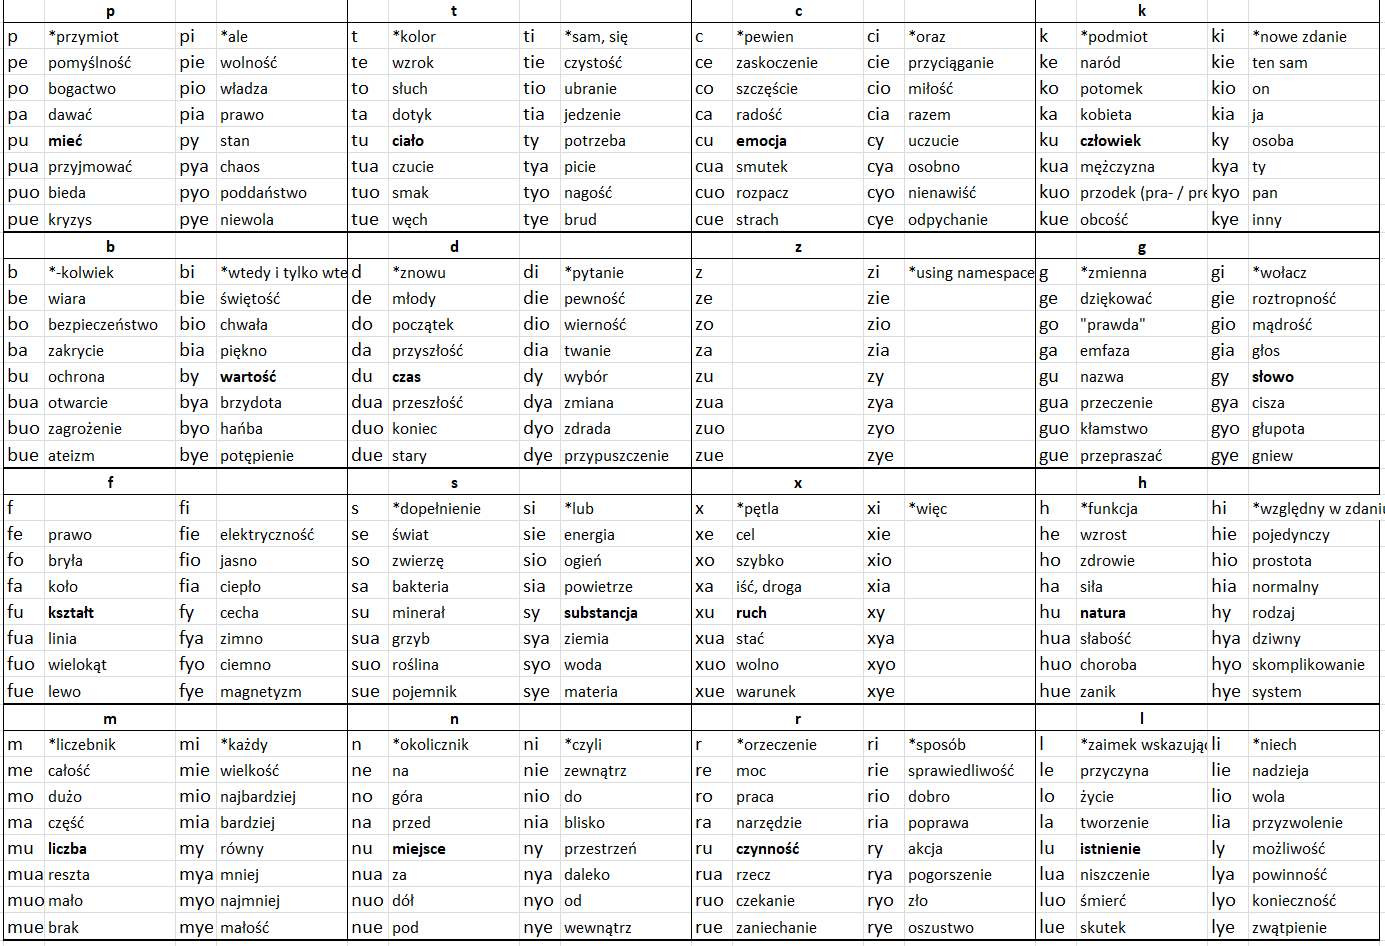 p t c k
p *przymiot pi *ale t *kolor ti *sam, się c *pewien ci *oraz k *podmiot ki *nowe zdanie
pe pomyślność pie wolność te wzrok tie czystość ce zaskoczenie cie przyciąganie ke naród kie ten sam
po bogactwo pio władza to słuch tio ubranie co szczęście cio miłość ko potomek kio on
pa dawać pia prawo ta dotyk tia jedzenie ca radość cia razem ka kobieta kia ja
pu mieć py stan tu ciało ty potrzeba cu emocja cy uczucie ku człowiek ky osoba
pua przyjmować pya chaos tua czucie tya picie cua smutek cya osobno kua mężczyzna kya ty
puo bieda pyo poddaństwo tuo smak tyo nagość cuo rozpacz cyo nienawiść kuo przodek (pra- / pre kyo pan
pue kryzys pye niewola tue węch tye brud cue strach cye odpychanie kue obcość kye inny
b d z g
b *-kolwiek bi *wtedy i tylko wte d *znowu di *pytanie z zi *using namespace g *zmienna gi *wołacz
be wiara bie świętość de młody die pewność ze zie ge dziękować gie roztropność
bo bezpieczeństwo bio chwała do początek dio wierność zo zio go "prawda" gio mądrość
ba zakrycie bia piękno da przyszłość dia twanie za zia ga emfaza gia głos
bu ochrona by wartość du czas dy wybór zu zy gu nazwa gy słowo
bua otwarcie bya brzydota dua przeszłość dya zmiana zua zya gua przeczenie gya cisza
buo zagrożenie byo hańba duo koniec dyo zdrada zuo zyo guo kłamstwo gyo głupota
bue ateizm bye potępienie due stary dye przypuszczenie zue zye gue przepraszać gye gniew
f s x h
f fi s *dopełnienie si *lub x *pętla xi *więc h *funkcja hi *względny w zdaniu
fe prawo fie elektryczność se świat sie energia xe cel xie he wzrost hie pojedynczy
fo bryła fio jasno so zwierzę sio ogień xo szybko xio ho zdrowie hio prostota
fa koło fia ciepło sa bakteria sia powietrze xa iść, droga xia ha siła hia normalny
fu kształt fy cecha su minerał sy substancja xu ruch xy hu natura hy rodzaj
fua linia fya zimno sua grzyb sya ziemia xua stać xya hua słabość hya dziwny
fuo wielokąt fyo ciemno suo roślina syo woda xuo wolno xyo huo choroba hyo skomplikowanie
fue lewo fye magnetyzm sue pojemnik sye materia xue warunek xye hue zanik hye system
m n r l
m *liczebnik mi *każdy n *okolicznik ni *czyli r *orzeczenie ri *sposób l *zaimek wskazując li *niech
me całość mie wielkość ne na nie zewnątrz re moc rie sprawiedliwość le przyczyna lie nadzieja
mo dużo mio najbardziej no góra nio do ro praca rio dobro lo życie lio wola
ma część mia bardziej na przed nia blisko ra narzędzie ria poprawa la tworzenie lia przyzwolenie
mu liczba my równy nu miejsce ny przestrzeń ru czynność ry akcja lu istnienie ly możliwość
mua reszta mya mniej nua za nya daleko rua rzecz rya pogorszenie lua niszczenie lya powinność
muo mało myo najmniej nuo dół nyo od ruo czekanie ryo zło luo śmierć lyo konieczność
mue brak mye małość nue pod nye wewnątrz rue zaniechanie rye oszustwo lue skutek lye zwątpienie